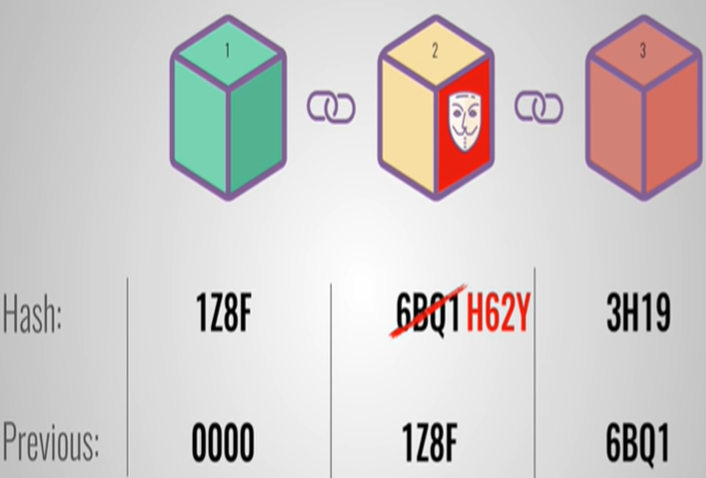 1 2 3
Hash: 1Z8F 6BQ1 H62Y 3H19
Previous: 0000 1Z8F 6BQ1